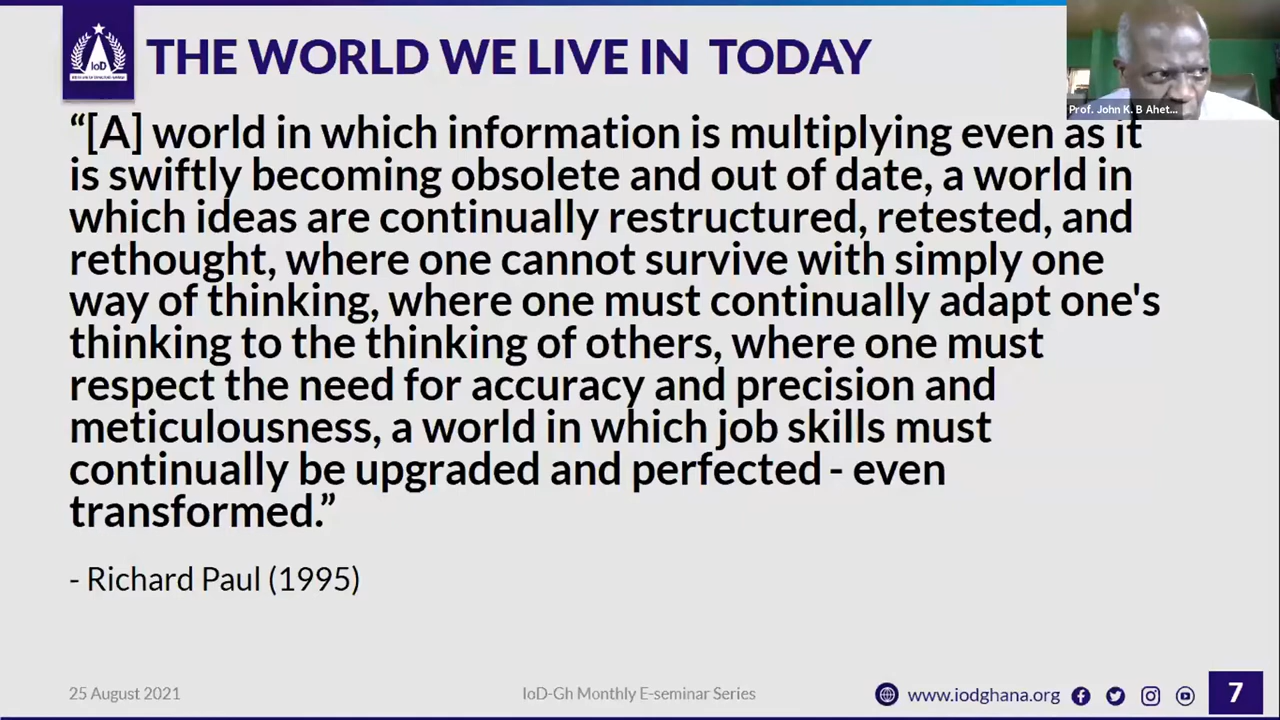 IoD
THE WORLD WE LIVE IN TODAY
Prof. John K. B Ahet...
“[A] world in which information is multiplying even as it
is swiftly becoming obsolete and out of date, a world in
which ideas are continually restructured, retested, and
rethought, where one cannot survive with simply one
way of thinking, where one must continually adapt one's
thinking to the thinking of others, where one must
respect the need for accuracy and precision and
meticulousness, a world in which job skills must
continually be upgraded and perfected - even
transformed.”
- Richard Paul (1995)
25 August 2021
IoD-Gh Monthly E-seminar Series
www.iodghana.org
7